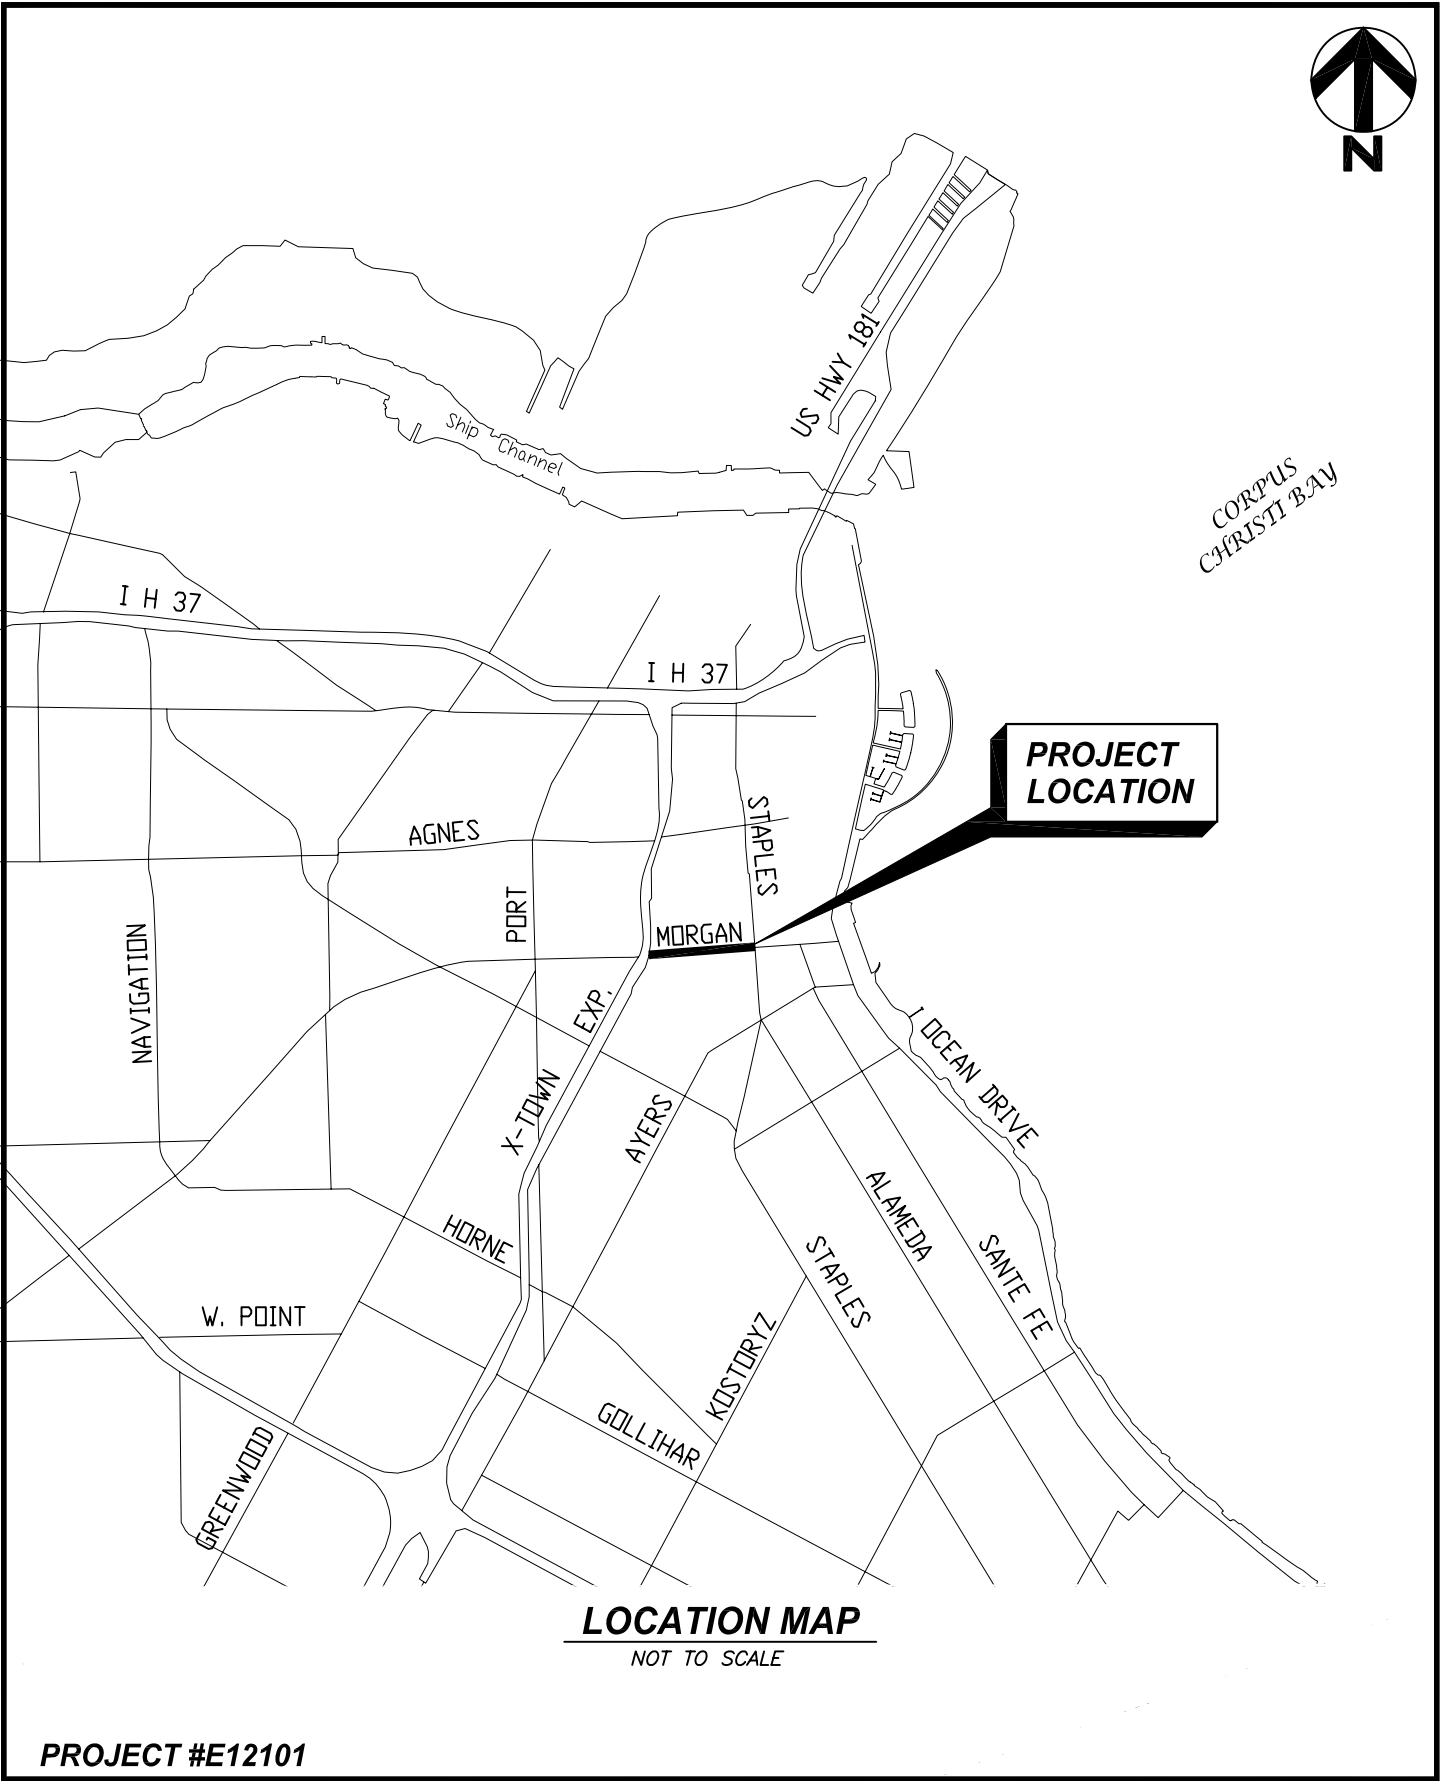 N
US HWY 181
Ship Channel
CORPUS
CHRISTI BAY
I H 37
I H 37
PROJECT
LOCATION
STAPLES
AGNES
PORT
MORGAN
NAVIGATION
X-TOWN EXP.
OCEAN DRIVE
AYERS
ALAMEDA
HORNE
STAPLES
SANTE FE
W. POINT
KOSTORYZ
GOLLIHAR
GREENWOOD
LOCATION MAP
NOT TO SCALE
PROJECT #E12101